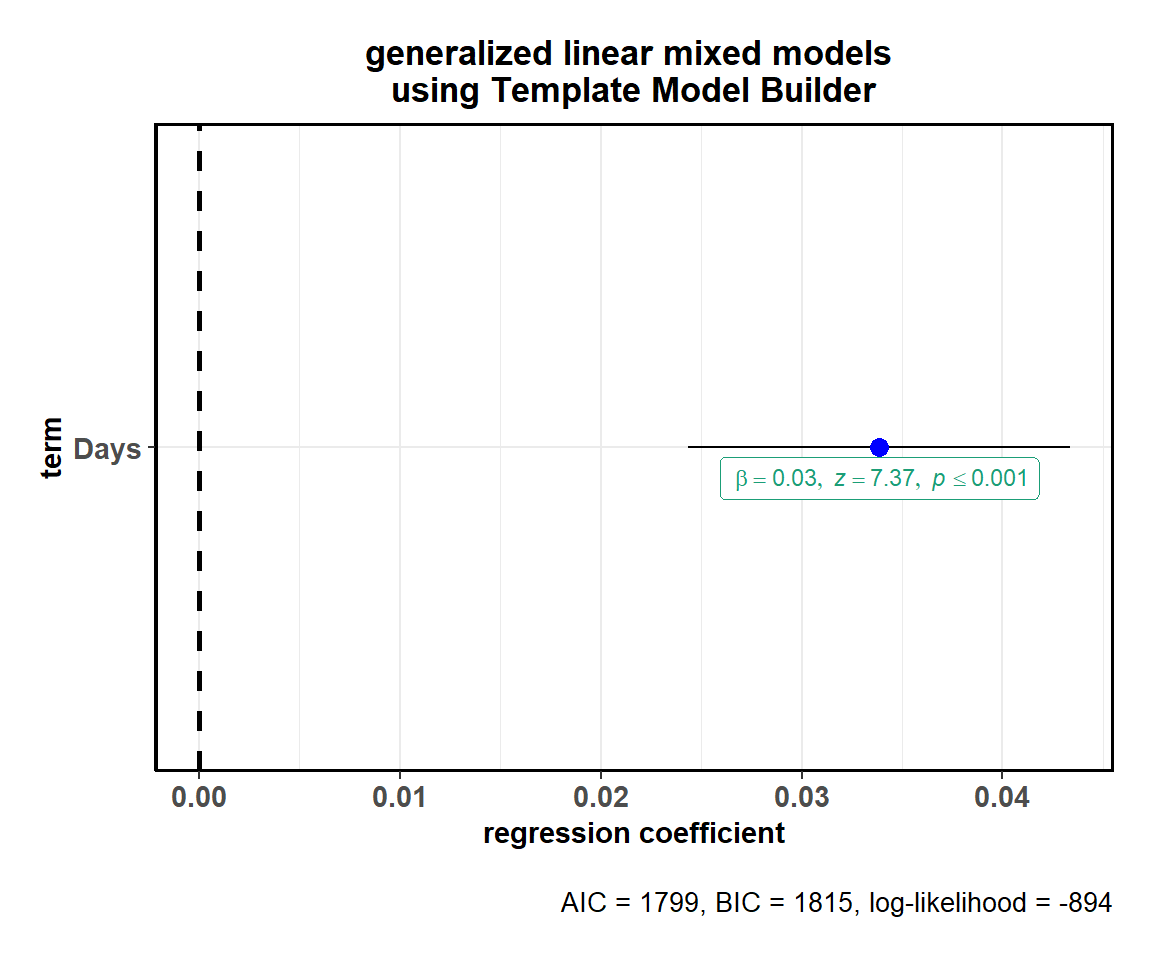 generalized linear mixed models
using Template Model Builder
term
Days
β = 0.03, z = 7.37, p ≤ 0.001
0.00 0.01 0.02 0.03 0.04
regression coefficient
AIC = 1799, BIC = 1815, log-likelihood = -894